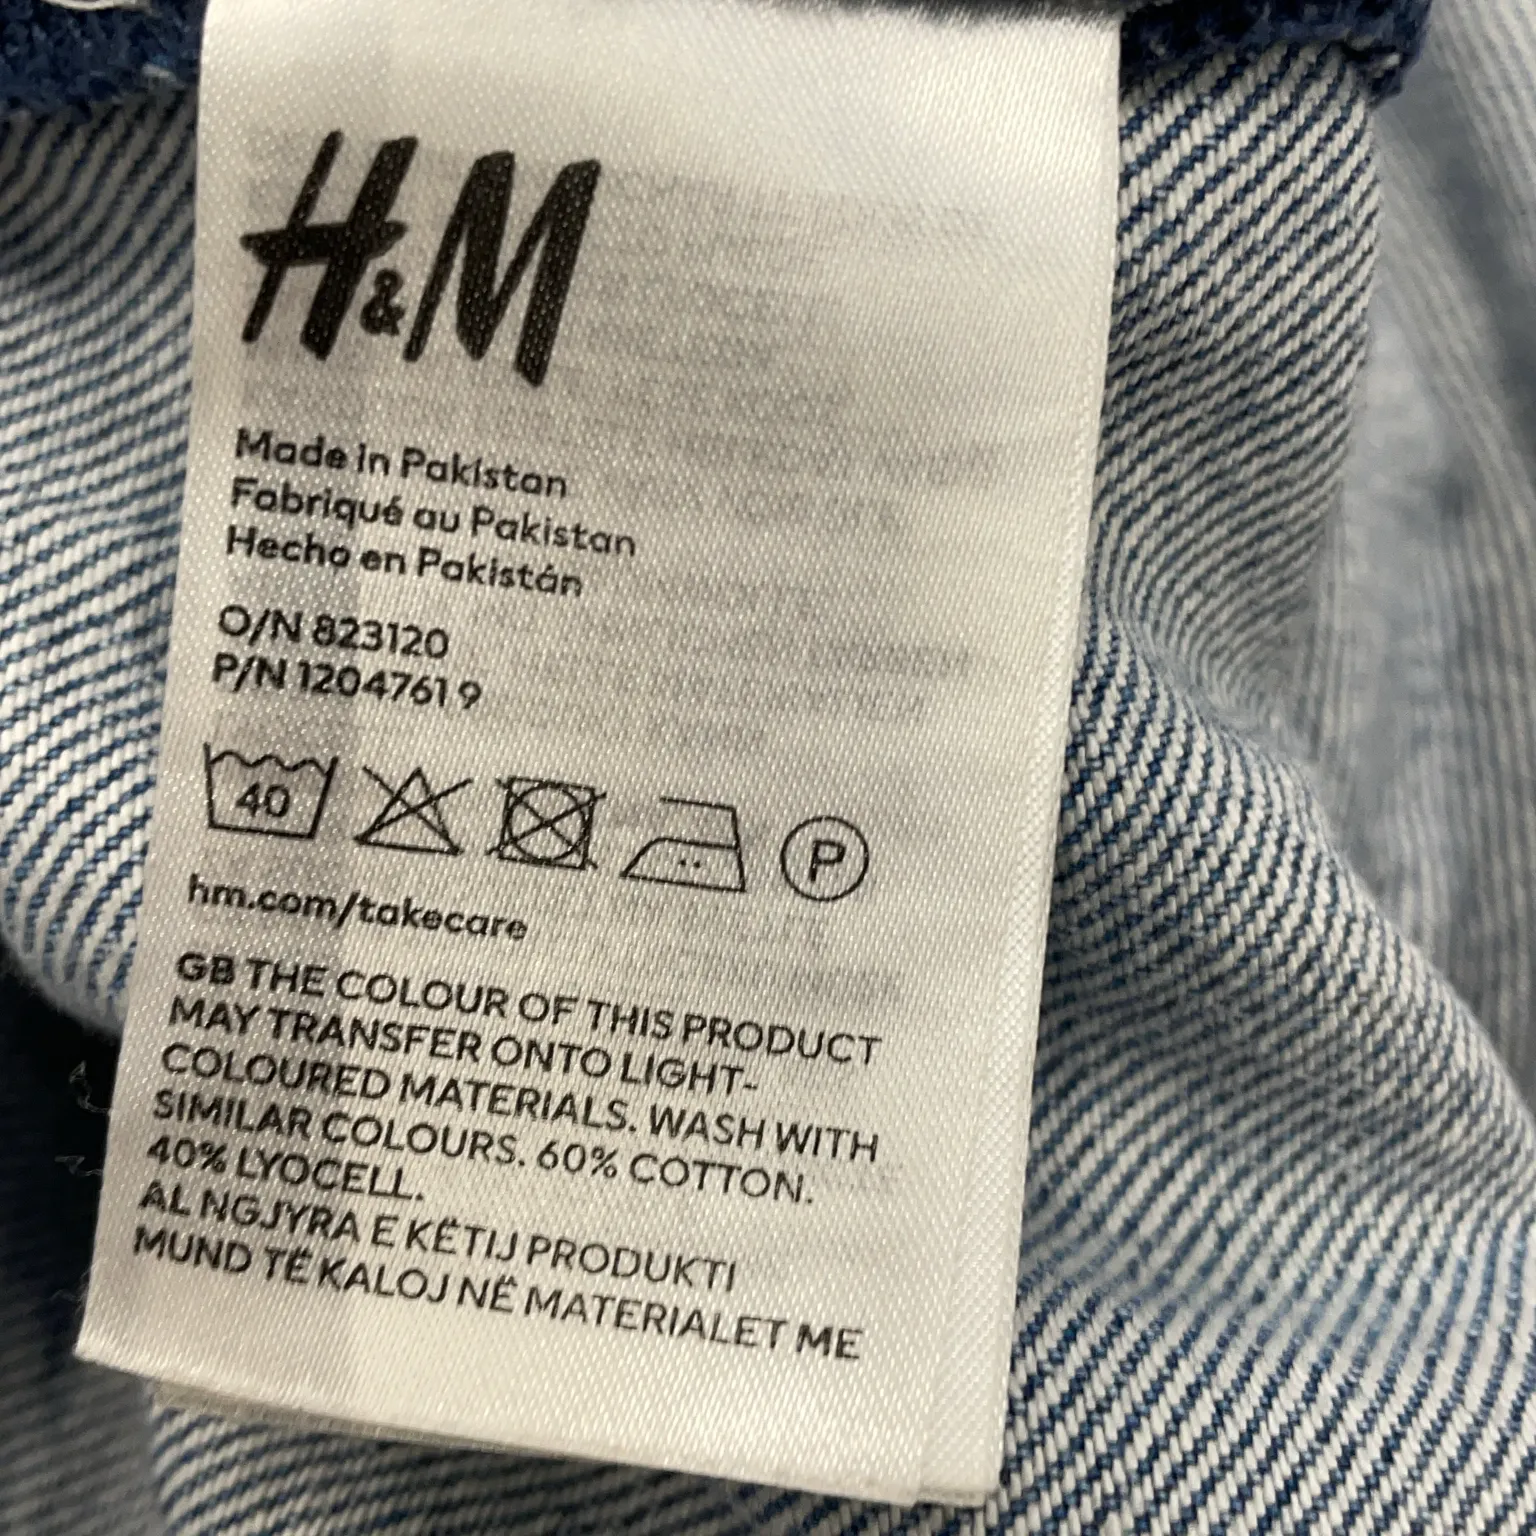 H&M
Made in Pakistan
Fabriqué au Pakistan
Hecho en Pakistán
O/N 823120
P/N 1204761 9
40 P
hm.com/takecare
GB THE COLOUR OF THIS PRODUCT
MAY TRANSFER ONTO LIGHT-
COLOURED MATERIALS. WASH WITH
SIMILAR COLOURS. 60% COTTON.
40% LYOCELL.
AL NGJYRA E KËTIJ PRODUKTI
MUND TË KALOJ NË MATERIALET ME